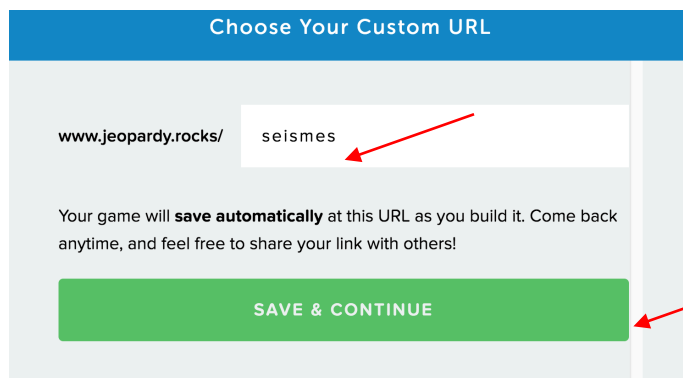 Choose Your Custom URL
www.jeopardy.rocks/ seismes
Your game will save automatically at this URL as you build it. Come back
anytime, and feel free to share your link with others!
SAVE & CONTINUE